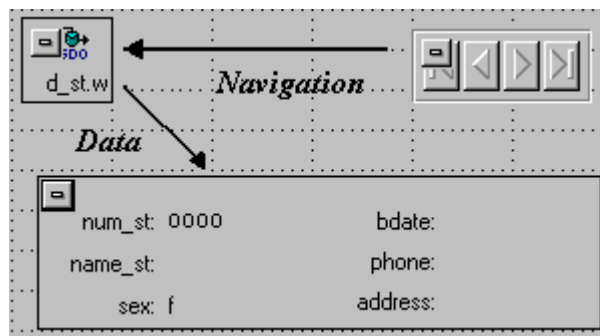 SDO
d_st.w
Navigation
Data
num_st: 0000
bdate:
name_st:
phone:
sex: f
address: